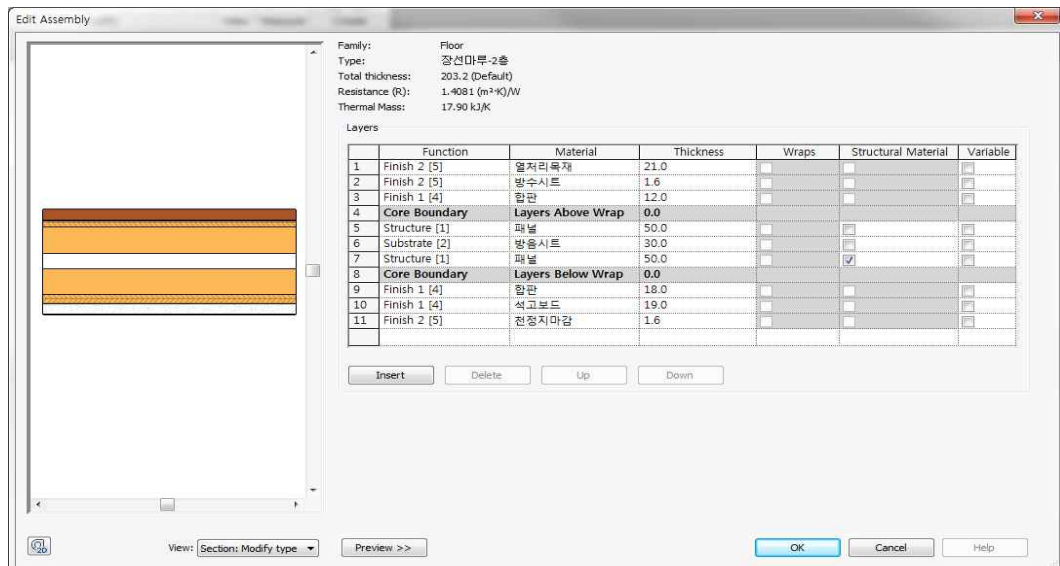 Edit Assembly
Family: Floor
Type: 장선마루-2층
Total thickness: 203.2 (Default)
Resistance (R): 1.4081 (m²·K)/W
Thermal Mass: 17.90 kJ/K
Layers
Function Material Thickness Wraps Structural Material Variable
1 Finish 2 [5] 열처리목재 21.0
2 Finish 2 [5] 방수시트 1.6
3 Finish 1 [4] 합판 12.0
4 Core Boundary Layers Above Wrap 0.0
5 Structure [1] 패널 50.0
6 Substrate [2] 방음시트 30.0
7 Structure [1] 패널 50.0
8 Core Boundary Layers Below Wrap 0.0
9 Finish 1 [4] 합판 18.0
10 Finish 1 [4] 석고보드 19.0
11 Finish 2 [5] 천정지마감 1.6
Insert Delete Up Down
View: Section: Modify type Preview >> OK Cancel Help